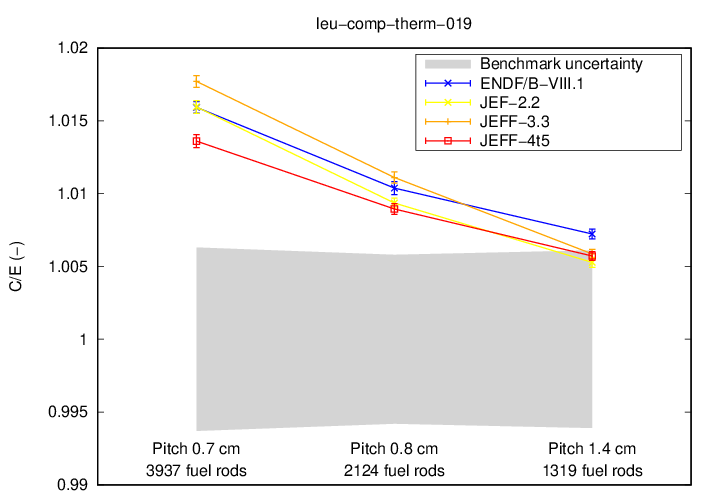 leu−comp−therm−019
1.02
1.015
1.01
1.005
1
0.995
0.99
C/E (−)
Benchmark uncertainty
ENDF/B−VIII.1
JEF−2.2
JEFF−3.3
JEFF−4t5
Pitch 0.7 cm
3937 fuel rods
Pitch 0.8 cm
2124 fuel rods
Pitch 1.4 cm
1319 fuel rods